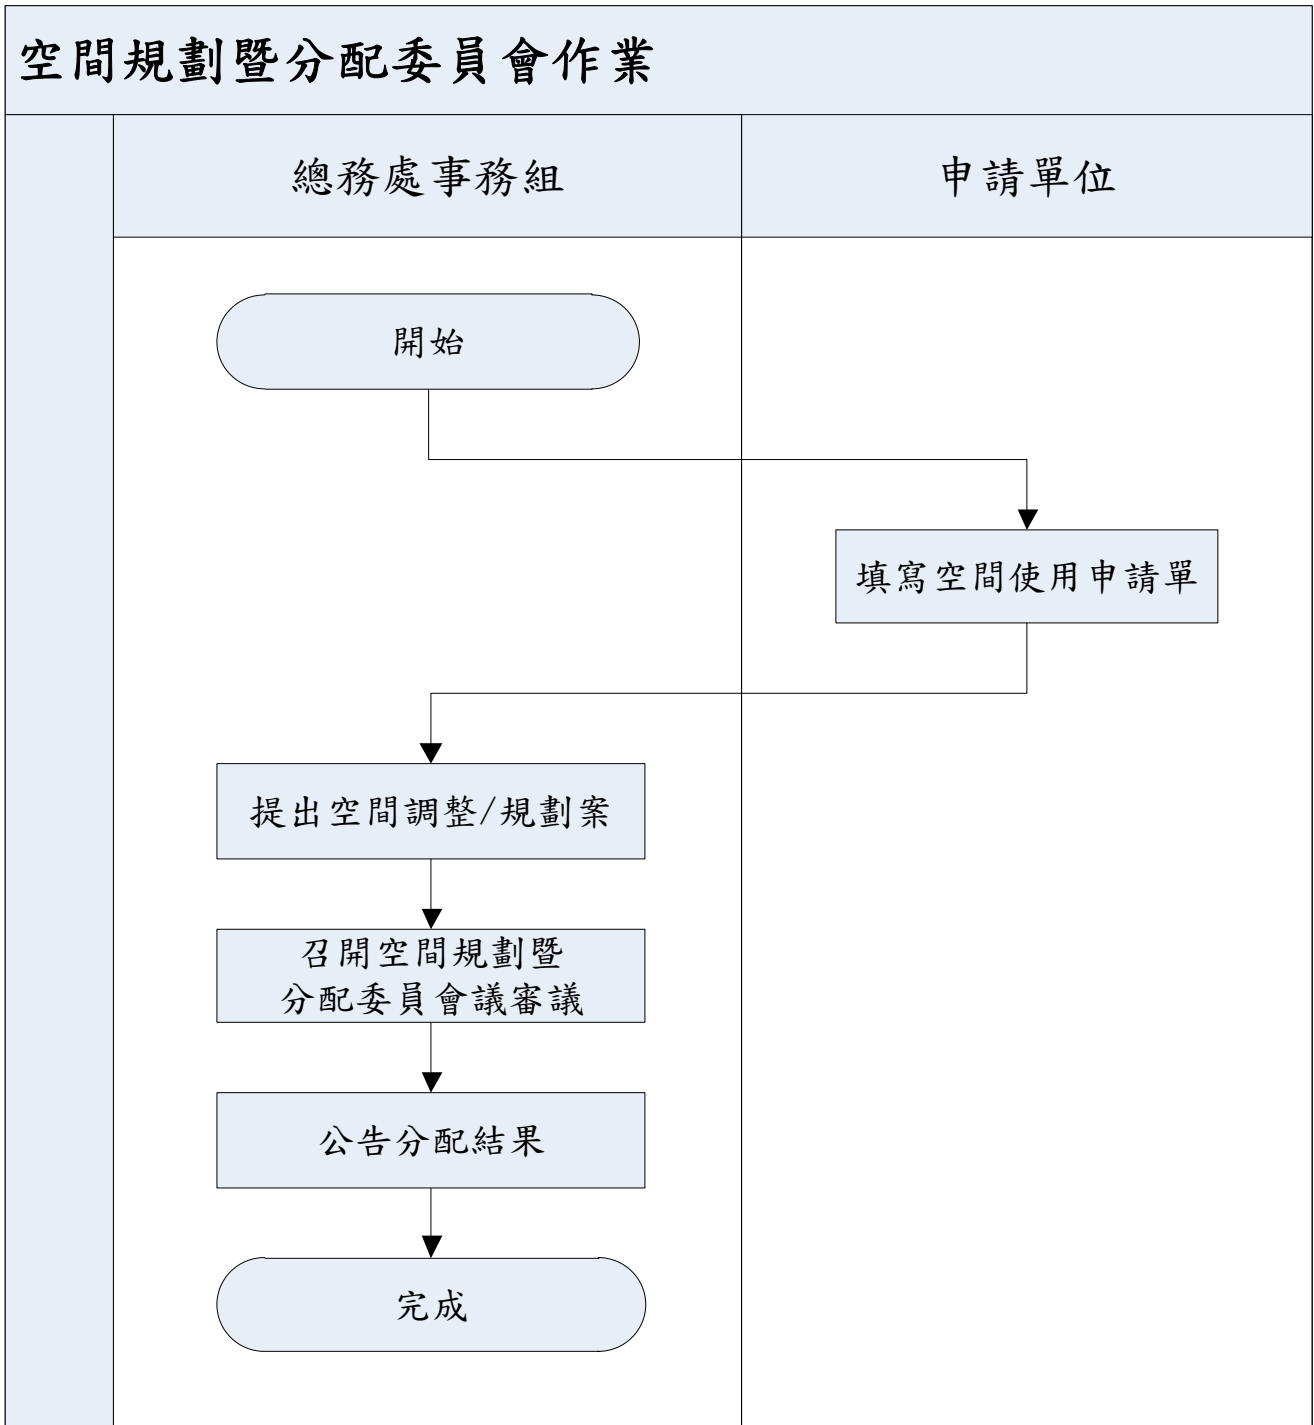 空間規劃暨分配委員會作業
總務處事務組
申請單位
開始
填寫空間使用申請單
提出空間調整/規劃案
召開空間規劃暨
分配委員會議審議
公告分配結果
完成